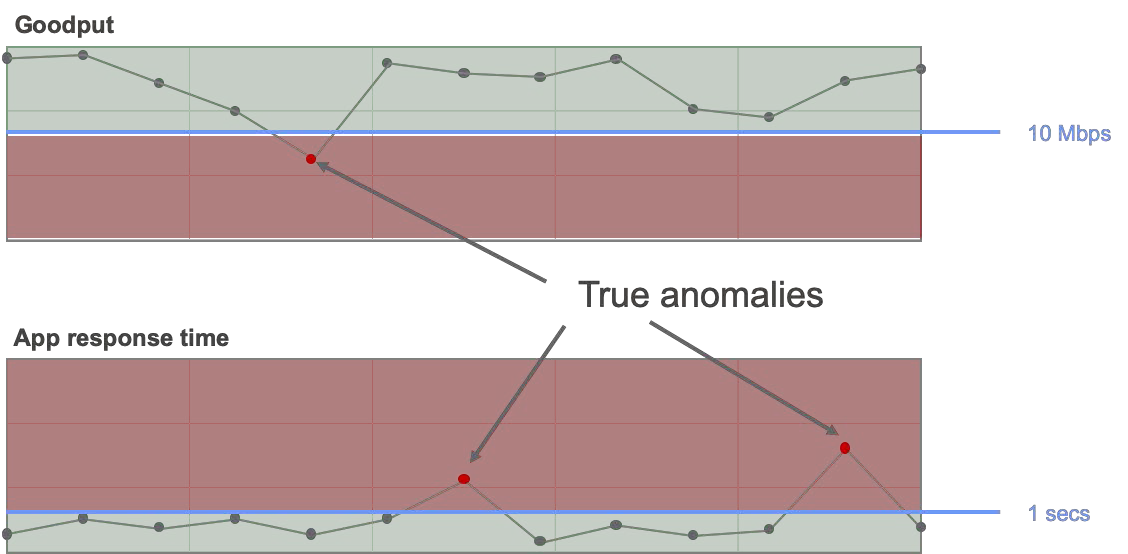 Goodput
10 Mbps
True anomalies
App response time
1 secs